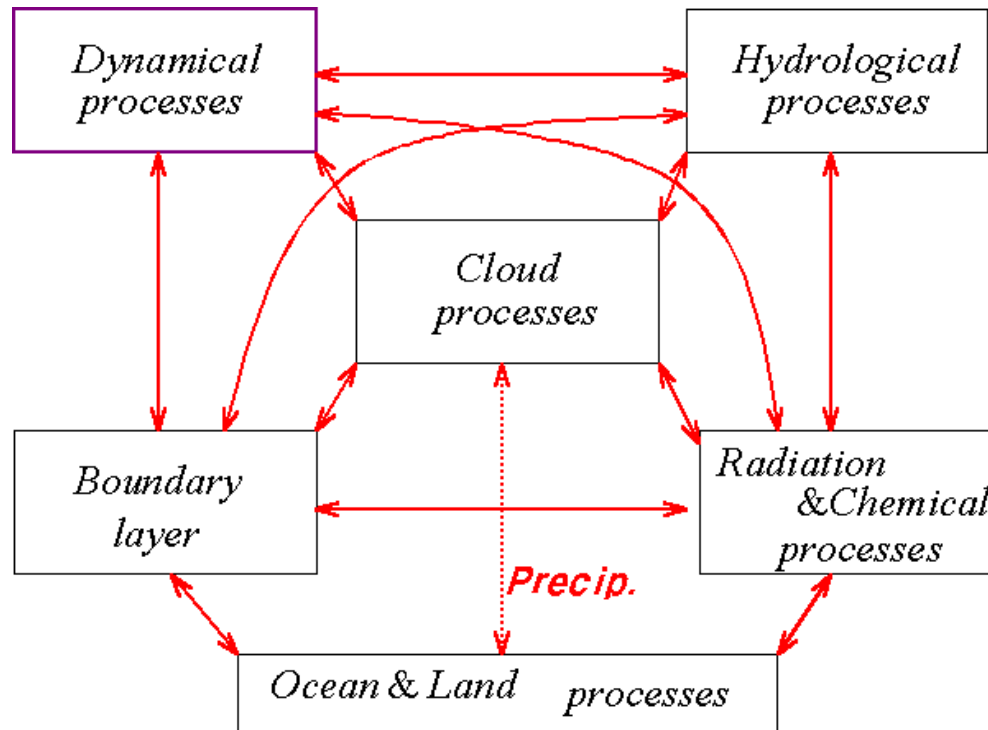 Dynamical
processes
Hydrological
processes
Cloud
processes
Boundary
layer
Radiation
&Chemical
processes
Precip.
Ocean & Land processes